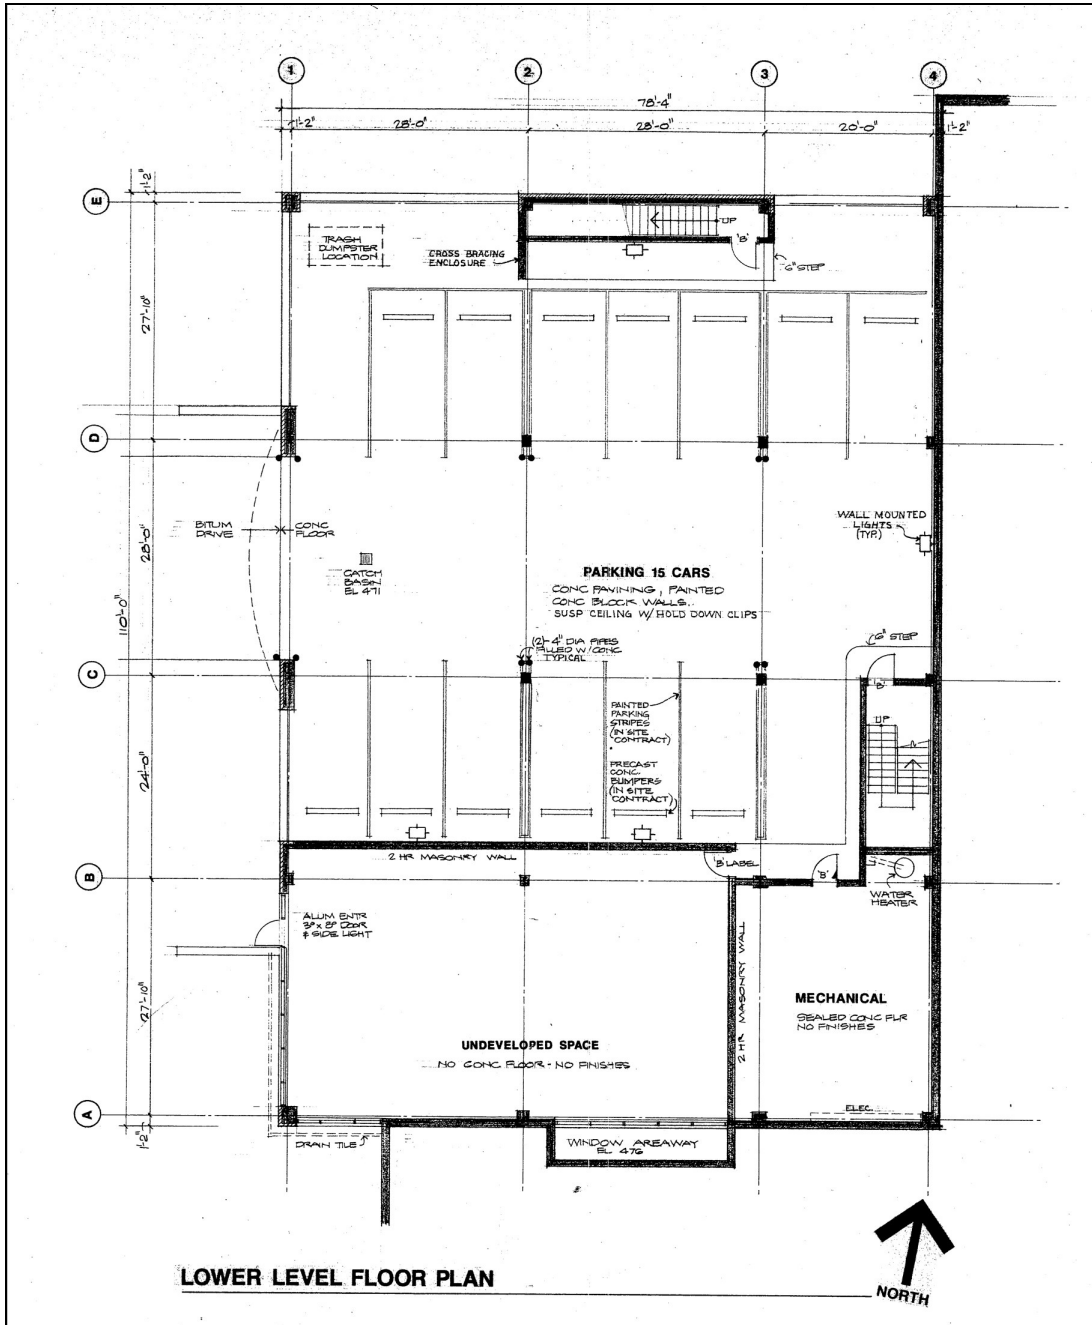 1
2
3
4
78'-4"
1'-2"
28'-0"
28'-0"
20'-0"
1'-2"
E
1'-2"
TRASH
DUMPSTER
LOCATION
CROSS BRACING
ENCLOSURE
UP
'B'
6" STEP
27'-10"
D
BITUM
DRIVE
CONC
FLOOR
CATCH
BASIN
EL 471
28'-0"
110'-0"
WALL MOUNTED
LIGHTS
(TYP.)
PARKING 15 CARS
CONC PAVINING, PAINTED
CONC BLOCK WALLS.
SUSP CEILING W/ HOLD DOWN CLIPS
(2)-4" DIA PIPES
FILLED W/ CONC
TYPICAL
6" STEP
C
'B'
UP
PAINTED
PARKING
STRIPES
(IN SITE
CONTRACT)
PRECAST
CONC.
BUMPERS
(IN SITE
CONTRACT)
24'-0"
2 HR MASONRY WALL
'B' LABEL
'B'
B
WATER
HEATER
ALUM ENTR
3⁰ x 8⁰ DOOR
& SIDE LIGHT
2 HR MASONRY WALL
27'-10"
MECHANICAL
SEALED CONC FLR
NO FINISHES
UNDEVELOPED SPACE
NO CONC FLOOR - NO FINISHES
A
ELEC.
1'-2"
DRAIN TILE
WINDOW AREAWAY
EL 476
LOWER LEVEL FLOOR PLAN
NORTH